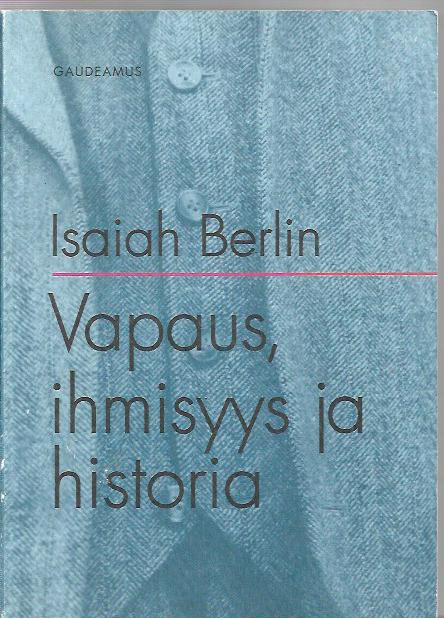 GAUDEAMUS
Isaiah Berlin
Vapaus,
ihmisyys ja
historia